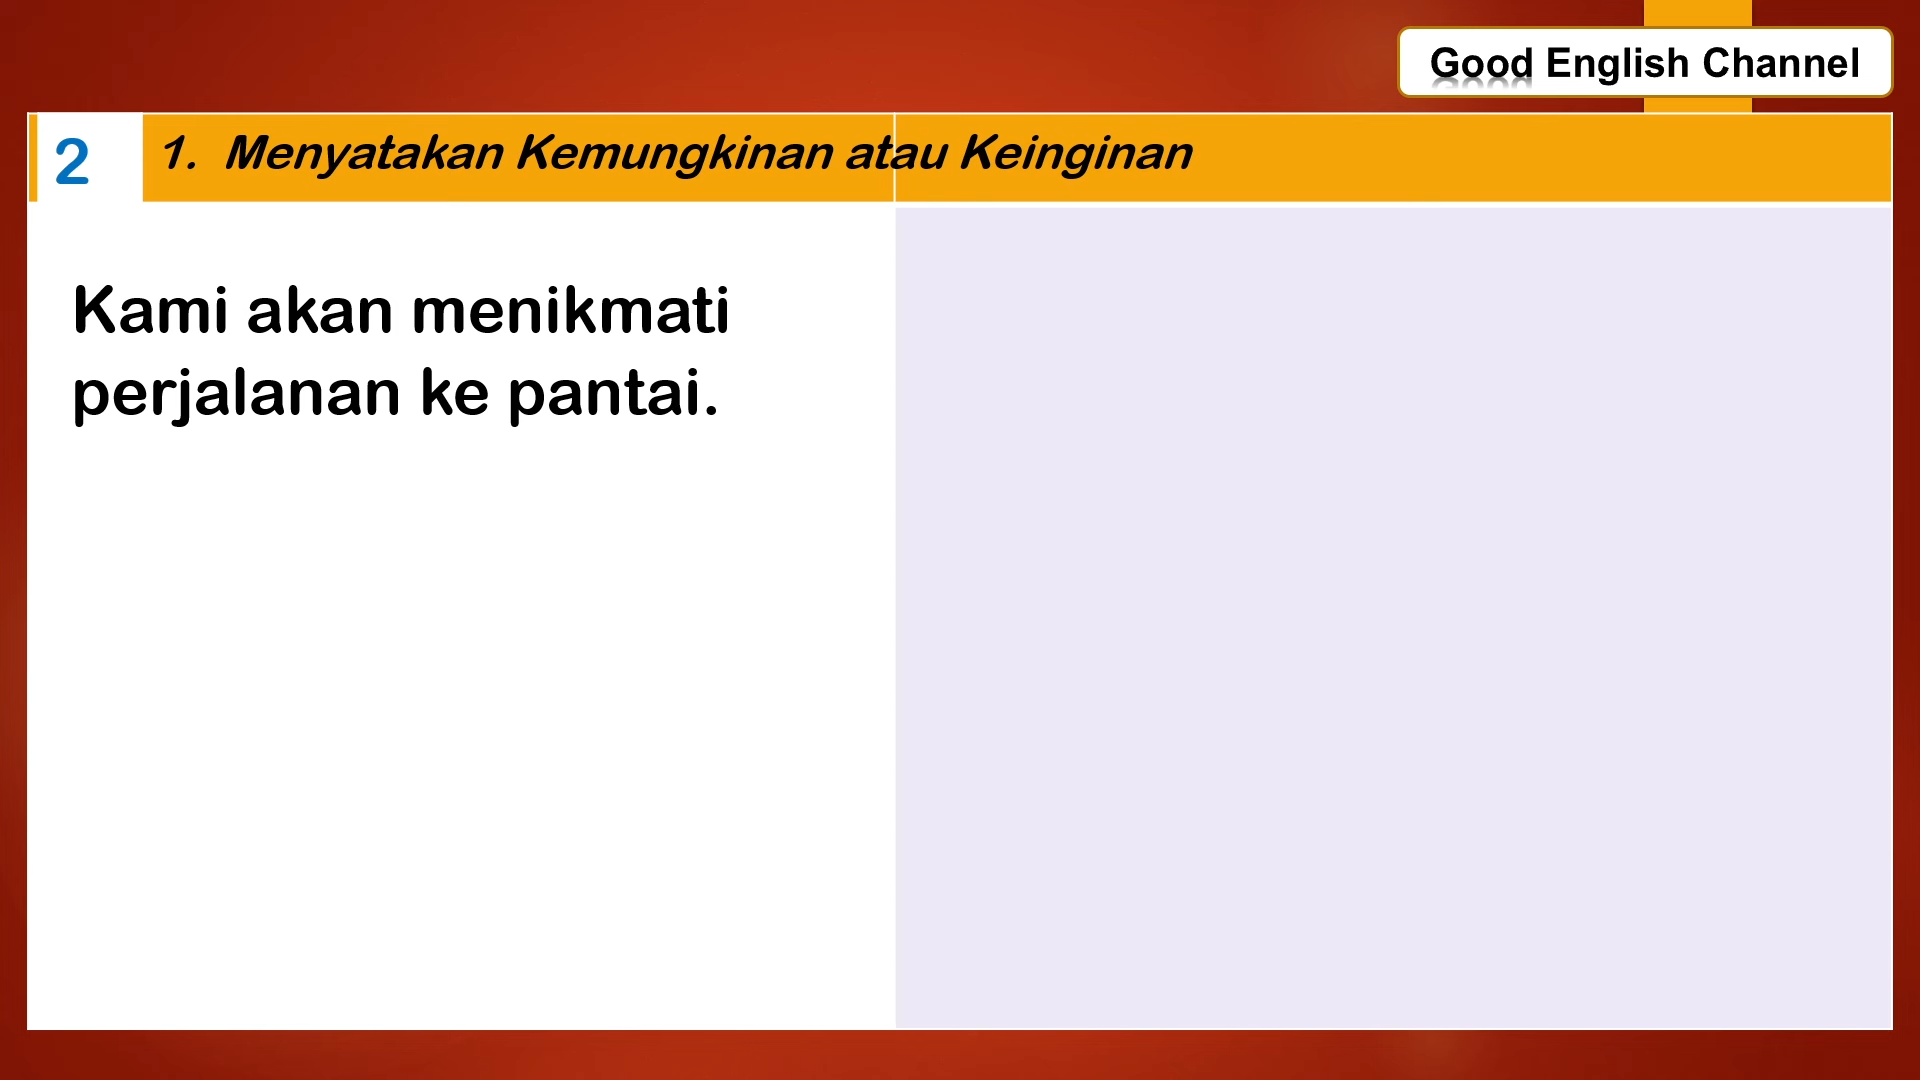 Good English Channel
2
1. Menyatakan Kemungkinan atau Keinginan
Kami akan menikmati
perjalanan ke pantai.